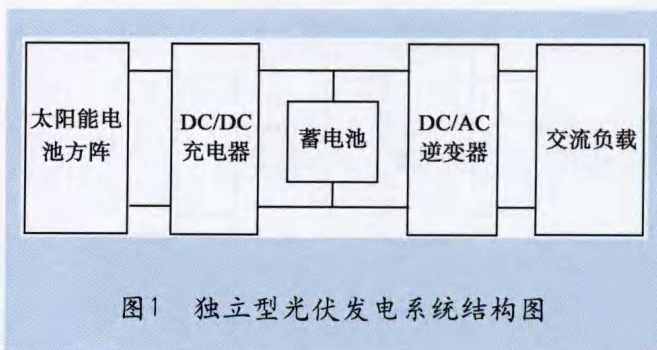 太阳能电
池方阵
DC/DC
充电器
蓄电池
DC/AC
逆变器
交流负载
图1 独立型光伏发电系统结构图